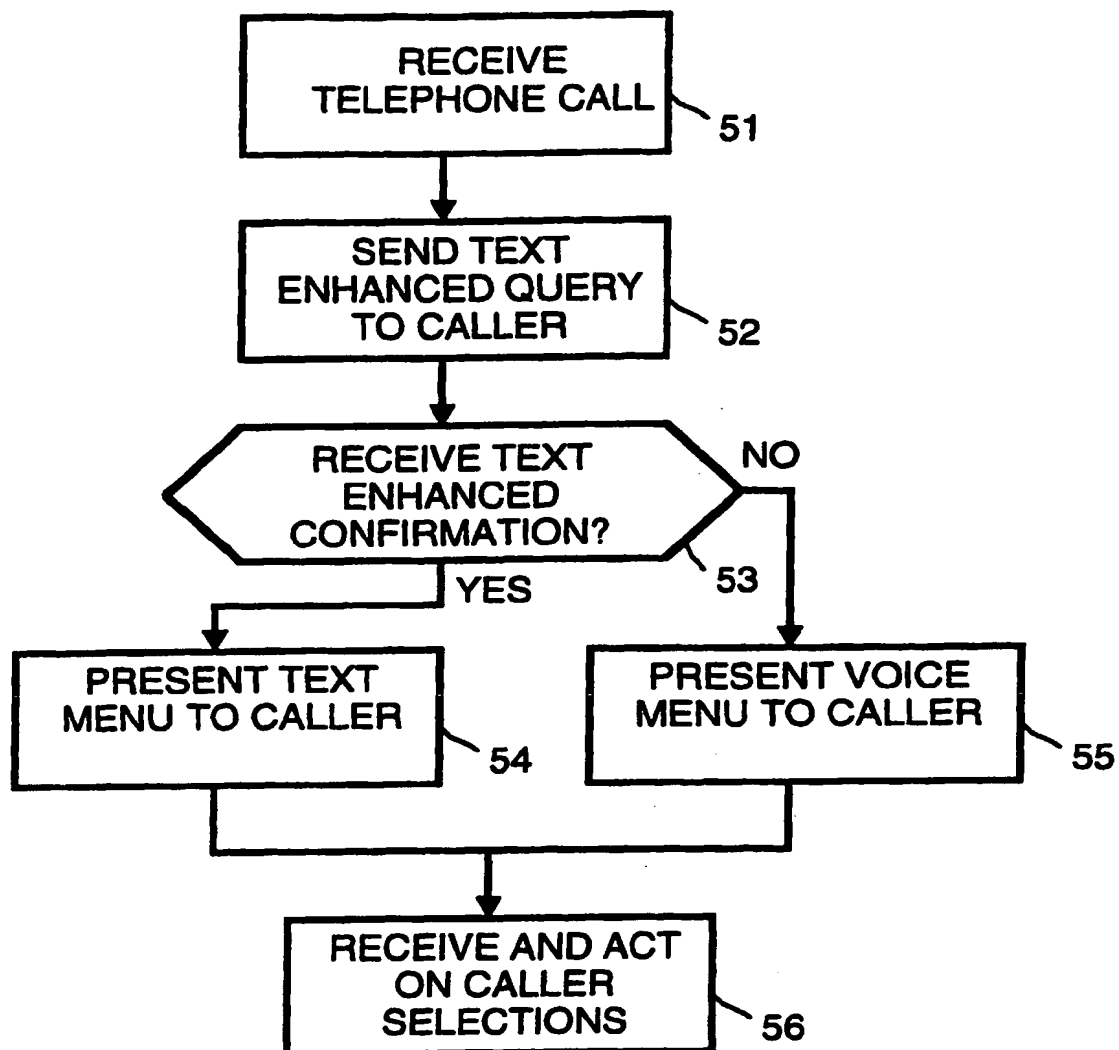 RECEIVE
TELEPHONE CALL
51
SEND TEXT
ENHANCED QUERY
TO CALLER
52
RECEIVE TEXT
ENHANCED
CONFIRMATION?
NO
53
YES
PRESENT TEXT
MENU TO CALLER
54
PRESENT VOICE
MENU TO CALLER
55
RECEIVE AND ACT
ON CALLER
SELECTIONS
56